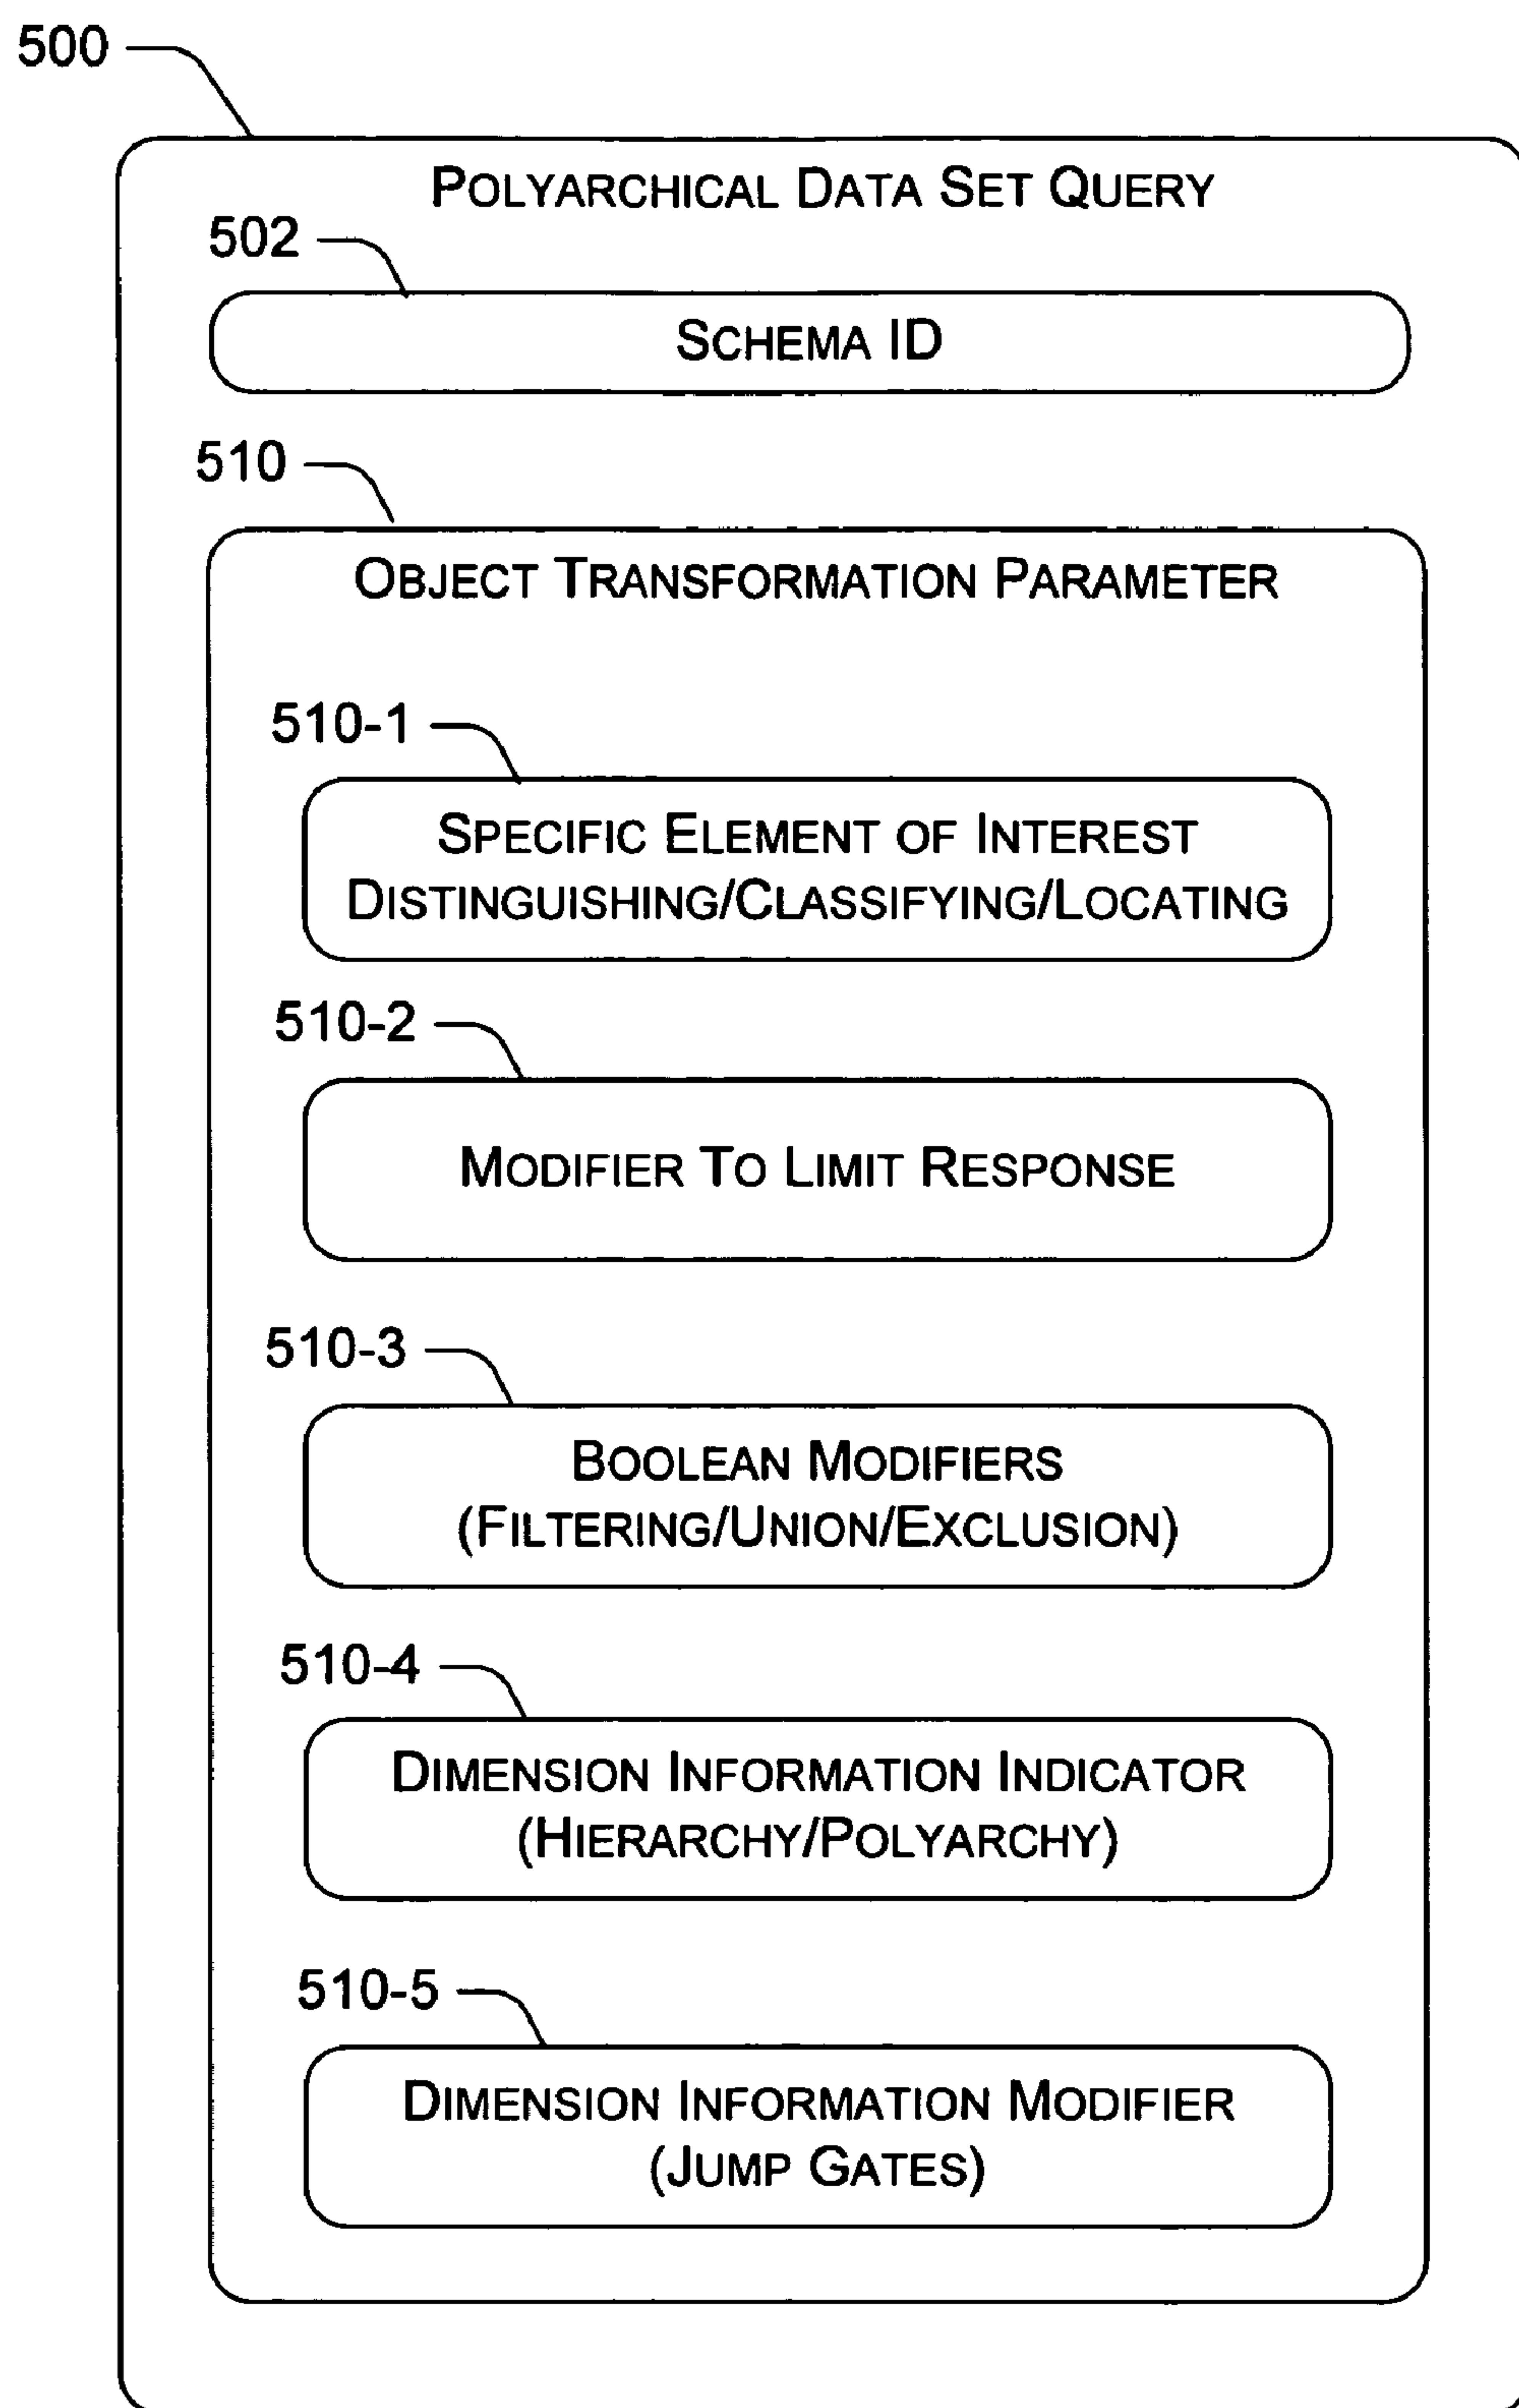 500
POLYARCHICAL DATA SET QUERY
502
SCHEMA ID
510
OBJECT TRANSFORMATION PARAMETER
510-1
SPECIFIC ELEMENT OF INTEREST
DISTINGUISHING/CLASSIFYING/LOCATING
510-2
MODIFIER TO LIMIT RESPONSE
510-3
BOOLEAN MODIFIERS
(FILTERING/UNION/EXCLUSION)
510-4
DIMENSION INFORMATION INDICATOR
(HIERARCHY/POLYARCHY)
510-5
DIMENSION INFORMATION MODIFIER
(JUMP GATES)